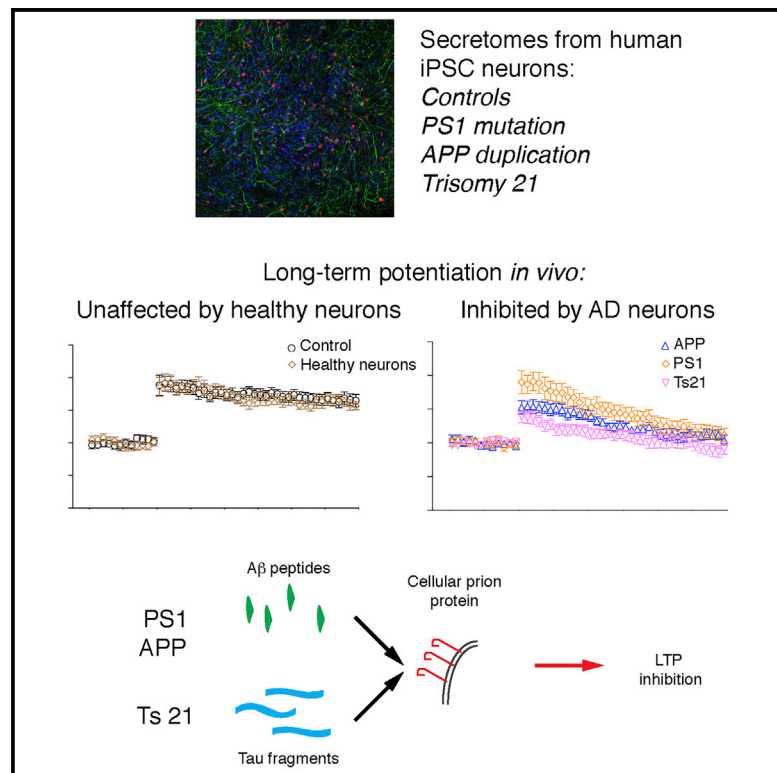 Secretomes from human
iPSC neurons:
Controls
PS1 mutation
APP duplication
Trisomy 21
Long-term potentiation in vivo:
Unaffected by healthy neurons
Inhibited by AD neurons
Control
Healthy neurons
APP
PS1
Ts21
Aβ peptides
Cellular prion
protein
PS1
APP
LTP
inhibition
Ts 21
Tau fragments